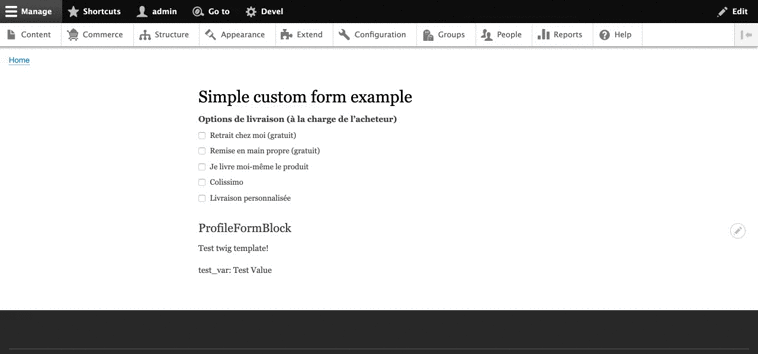 Manage Shortcuts admin Go to Devel Edit
Content Commerce Structure Appearance Extend Configuration Groups People Reports Help
Home
Simple custom form example
Options de livraison (à la charge de l'acheteur)
Retrait chez moi (gratuit)
Remise en main propre (gratuit)
Je livre moi-même le produit
Colissimo
Livraison personnalisée
ProfileFormBlock
Test twig template!
test_var: Test Value